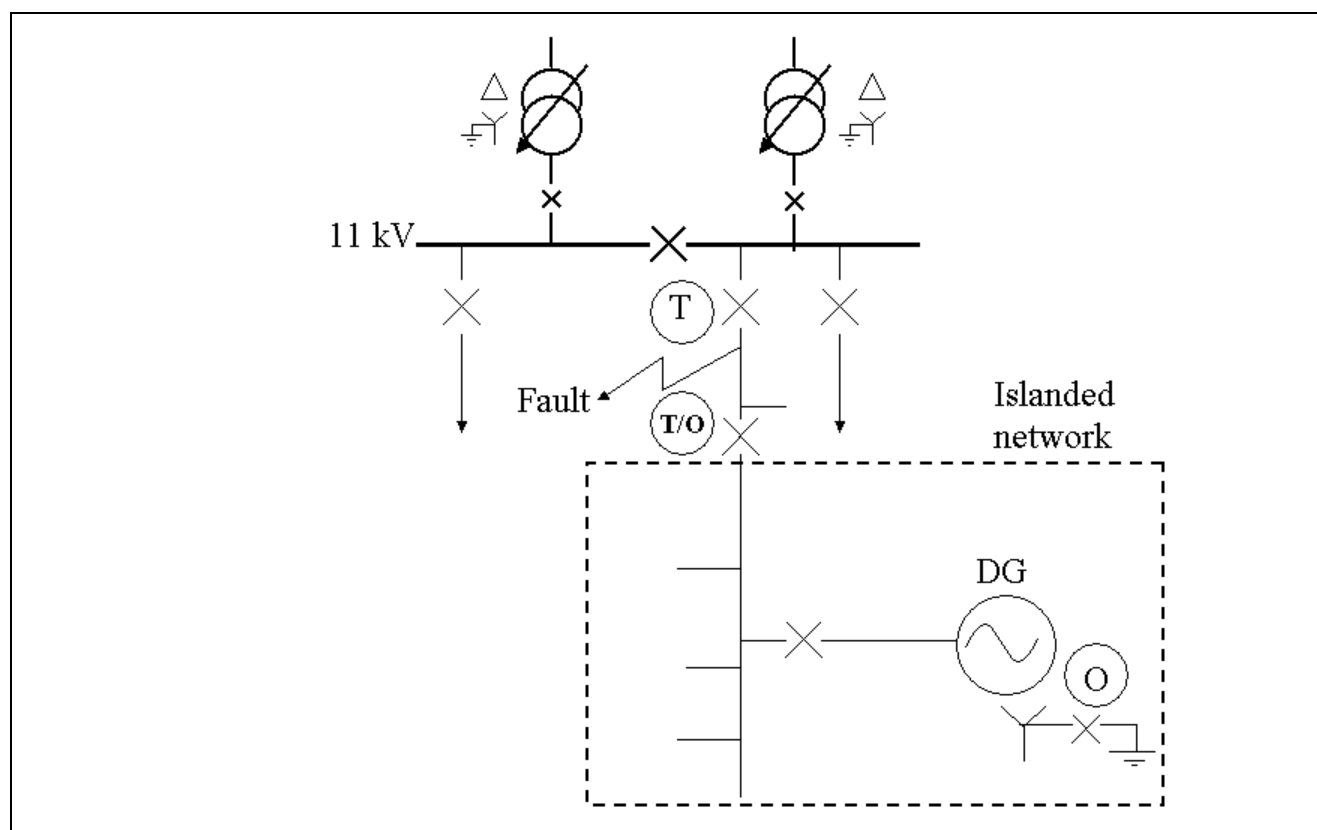 11 kV
T
Fault
T/O
Islanded
network
DG
O